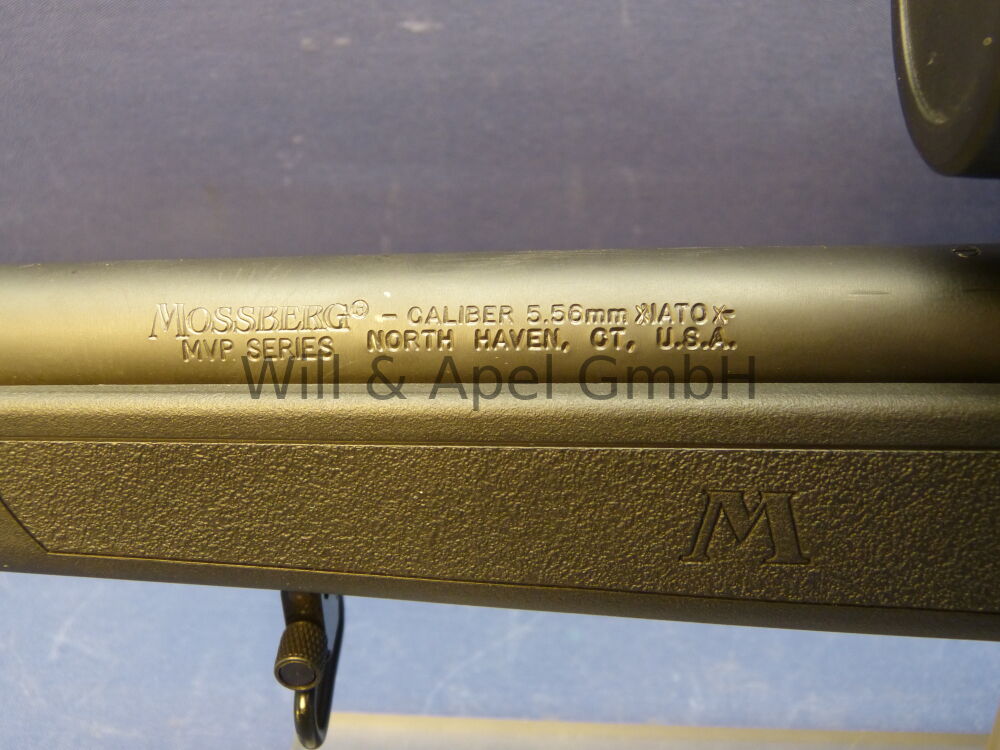 MOSSBERG® - CALIBER 5.56mm NATO -
MVP SERIES NORTH HAVEN, CT, U.S.A.
Will & Apel GmbH
M